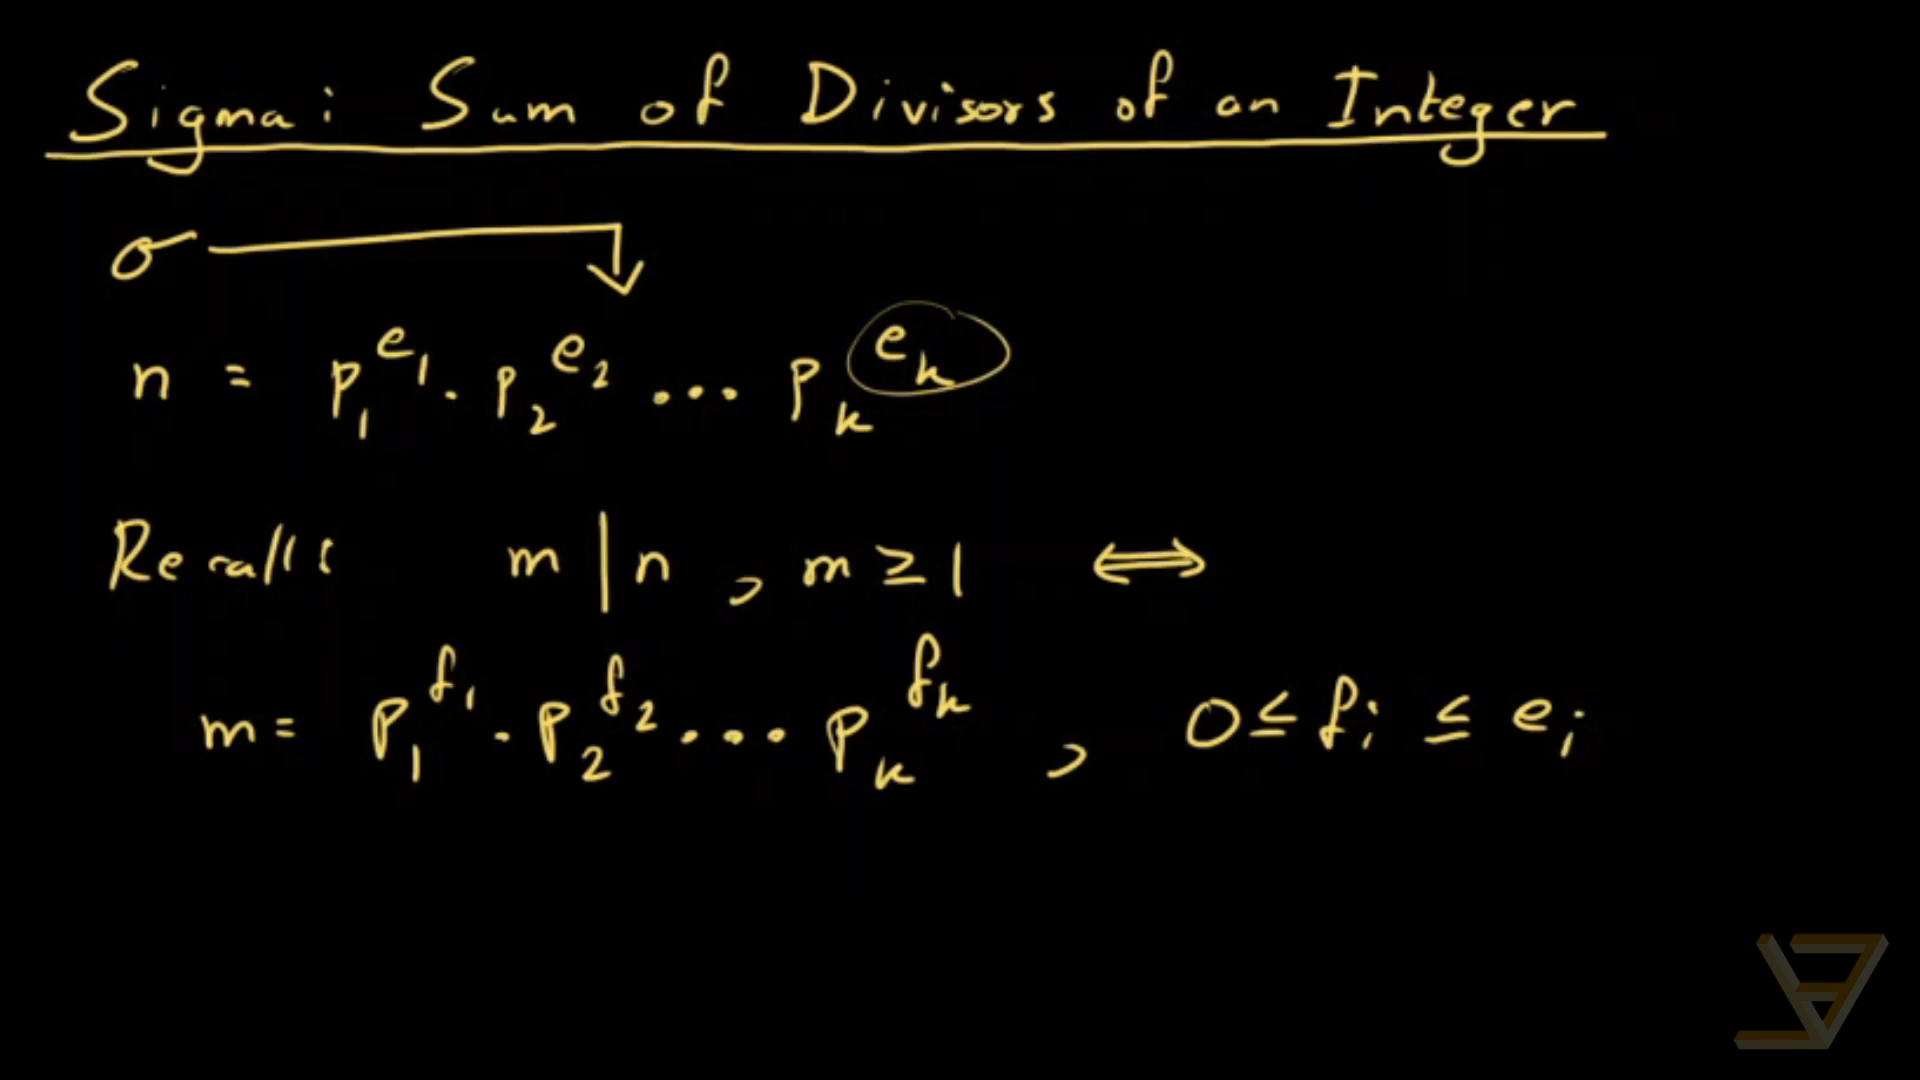 Sigma: Sum of Divisors of an Integer
σ
n = p₁^e₁ · p₂^e₂ ... pₖ^eₖ
Recall: m | n , m ≥ 1 ⟺
m = p₁^f₁ · p₂^f₂ ... pₖ^fₖ , 0 ≤ fᵢ ≤ eᵢ